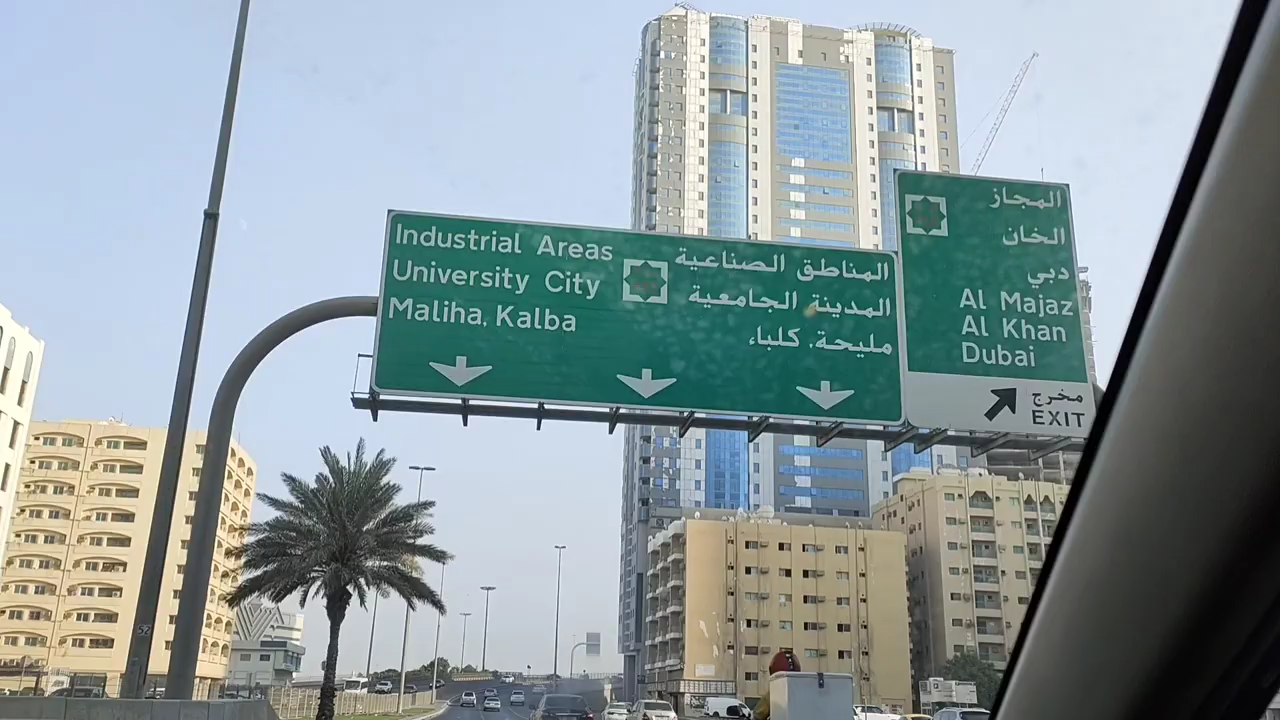 Industrial Areas
University City
Maliha, Kalba
المناطق الصناعية
المدينة الجامعية
مليحة، كلباء
المجاز
الخان
دبي
Al Majaz
Al Khan
Dubai
مخرج
EXIT
52